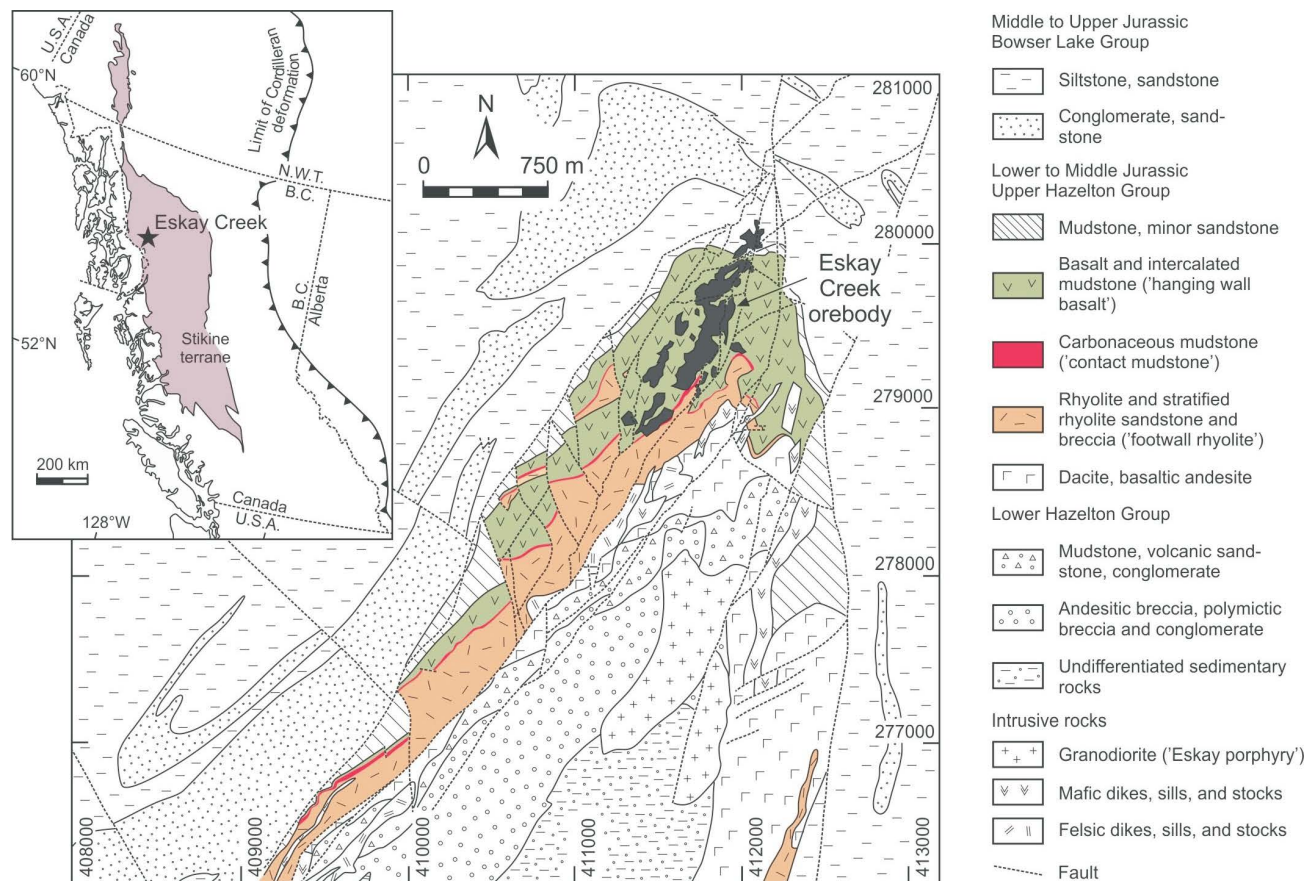 U.S.A.
Canada
60°N
Limit of Cordilleran
deformation
N.W.T.
B.C.
Eskay Creek
B.C.
Alberta
52°N
Stikine
terrane
200 km
128°W
Canada
U.S.A.
N
0 750 m
281000
280000
Eskay
Creek
orebody
279000
278000
277000
408000
409000
410000
411000
412000
413000
Middle to Upper Jurassic
Bowser Lake Group
Siltstone, sandstone
Conglomerate, sand-
stone
Lower to Middle Jurassic
Upper Hazelton Group
Mudstone, minor sandstone
Basalt and intercalated
mudstone ('hanging wall
basalt')
Carbonaceous mudstone
('contact mudstone')
Rhyolite and stratified
rhyolite sandstone and
breccia ('footwall rhyolite')
Dacite, basaltic andesite
Lower Hazelton Group
Mudstone, volcanic sand-
stone, conglomerate
Andesitic breccia, polymictic
breccia and conglomerate
Undifferentiated sedimentary
rocks
Intrusive rocks
Granodiorite ('Eskay porphyry')
Mafic dikes, sills, and stocks
Felsic dikes, sills, and stocks
Fault